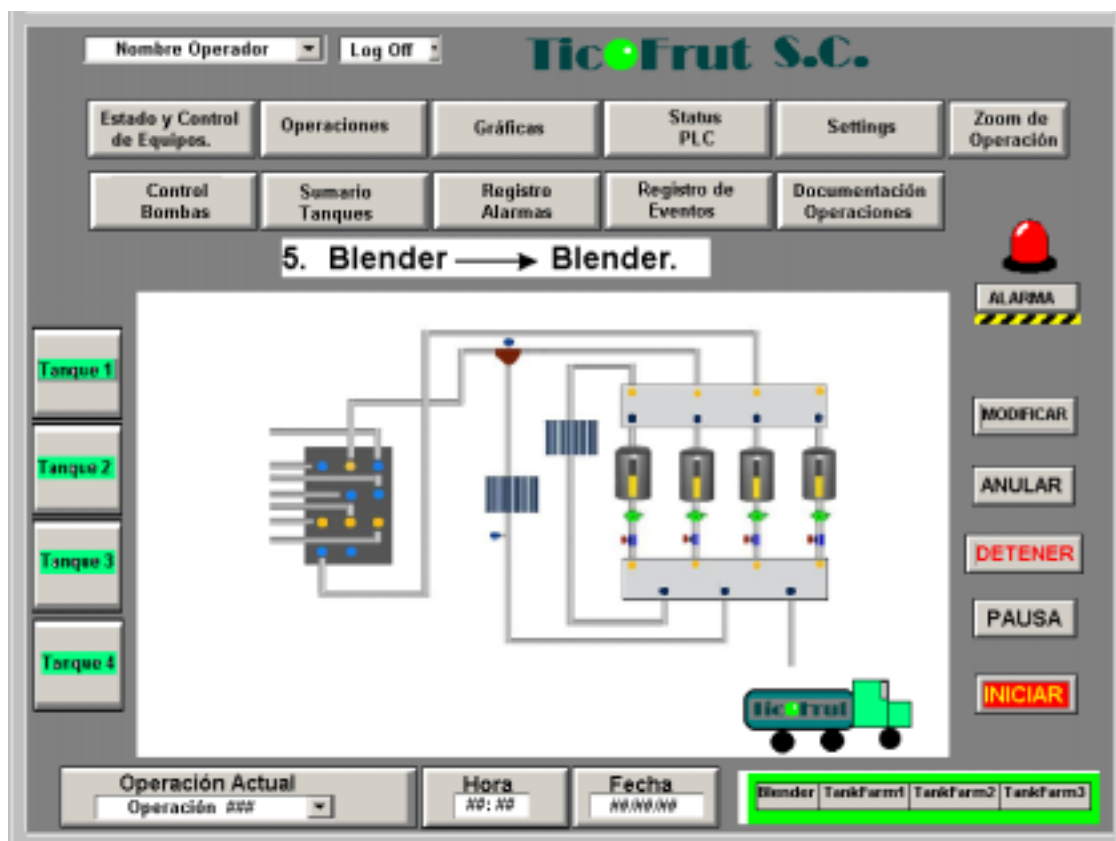 Nombre Operador
Log Off
TicoFrut S.C.
Estado y Control
de Equipos.
Operaciones
Gráficas
Status
PLC
Settings
Zoom de
Operación
Control
Bombas
Sumario
Tanques
Registro
Alarmas
Registro de
Eventos
Documentación
Operaciones
5. Blender → Blender.
ALARMA
Tanque 1
Tanque 2
Tanque 3
Tanque 4
MODIFICAR
ANULAR
DETENER
PAUSA
INICIAR
TicoFrut
Operación Actual
Operación ###
Hora
##:##
Fecha
##/##/##
Blender TankFarm1 TankFarm2 TankFarm3